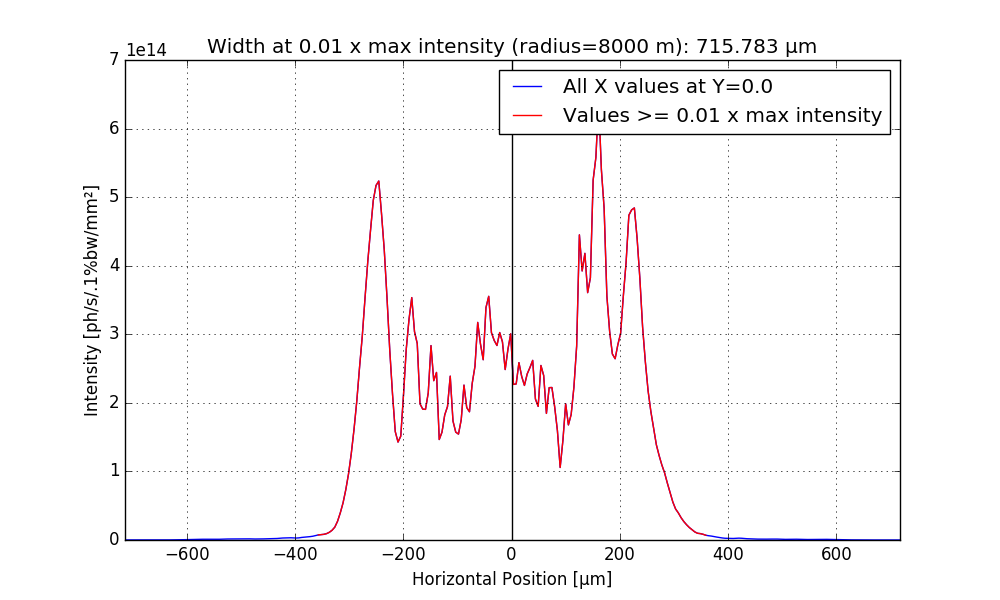 Width at 0.01 x max intensity (radius=8000 m): 715.783 µm
1e14
All X values at Y=0.0
Values >= 0.01 x max intensity
Intensity [ph/s/.1%bw/mm²]
7
6
5
4
3
2
1
0
−600 −400 −200 0 200 400 600
Horizontal Position [µm]